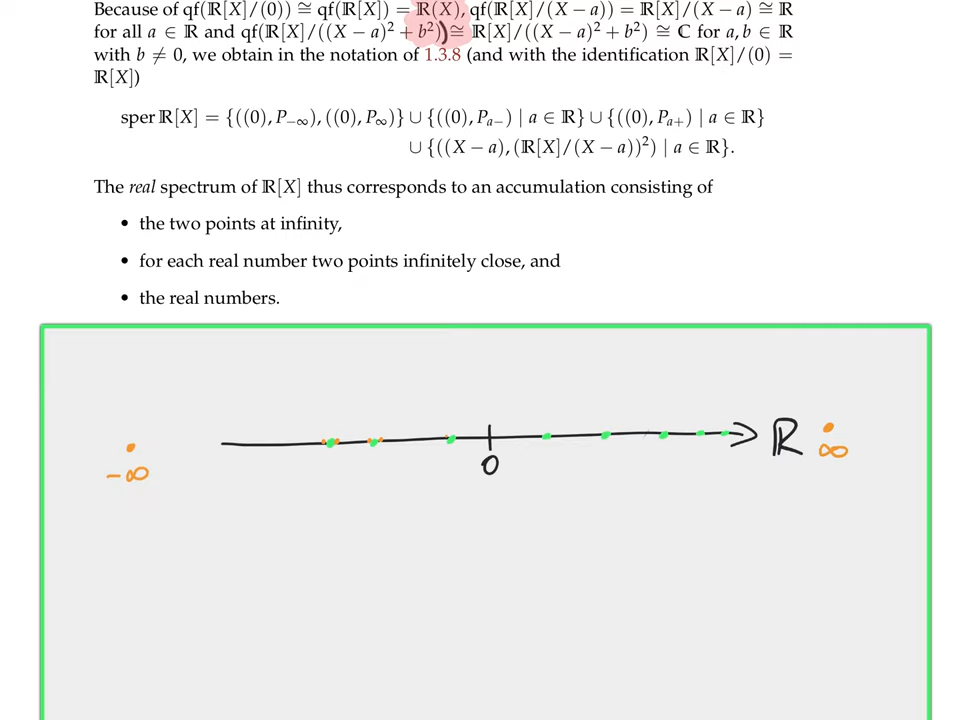 Because of qf(ℝ[X]/(0)) ≅ qf(ℝ[X]) = ℝ(X), qf(ℝ[X]/(X − a)) = ℝ[X]/(X − a) ≅ ℝ
for all a ∈ ℝ and qf(ℝ[X]/((X − a)² + b²)) ≅ ℝ[X]/((X − a)² + b²) ≅ ℂ for a, b ∈ ℝ
with b ≠ 0, we obtain in the notation of 1.3.8 (and with the identification ℝ[X]/(0) =
ℝ[X])
sper ℝ[X] = {((0), P₋∞), ((0), P∞)} ∪ {((0), Pₐ₋) | a ∈ ℝ} ∪ {((0), Pₐ₊) | a ∈ ℝ}
∪ {((X − a), (ℝ[X]/(X − a))²) | a ∈ ℝ}.
The real spectrum of ℝ[X] thus corresponds to an accumulation consisting of
• the two points at infinity,
• for each real number two points infinitely close, and
• the real numbers.
−∞ 0 ℝ ∞